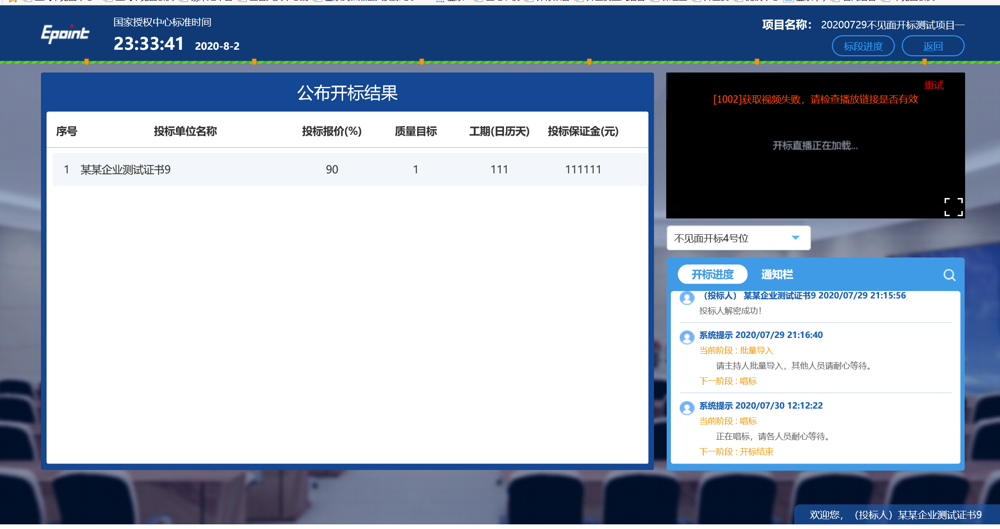 Epoint
国家授权中心标准时间
23:33:41 2020-8-2
项目名称： 20200729不见面开标测试项目一
标段进度 返回
公布开标结果
序号 投标单位名称 投标报价(%) 质量目标 工期(日历天) 投标保证金(元)
1 某某企业测试证书9 90 1 111 111111
重试
[1002]获取视频失败，请检查播放链接是否有效
开标直播正在加载...
不见面开标4号位
开标进度 通知栏
（投标人） 某某企业测试证书9 2020/07/29 21:15:56
投标人解密成功！
系统提示 2020/07/29 21:16:40
当前阶段 : 批量导入
请主持人批量导入，其他人员请耐心等待。
下一阶段 : 唱标
系统提示 2020/07/30 12:12:22
当前阶段 : 唱标
正在唱标，请各人员耐心等待。
下一阶段 : 开标结束
欢迎您，（投标人）某某企业测试证书9